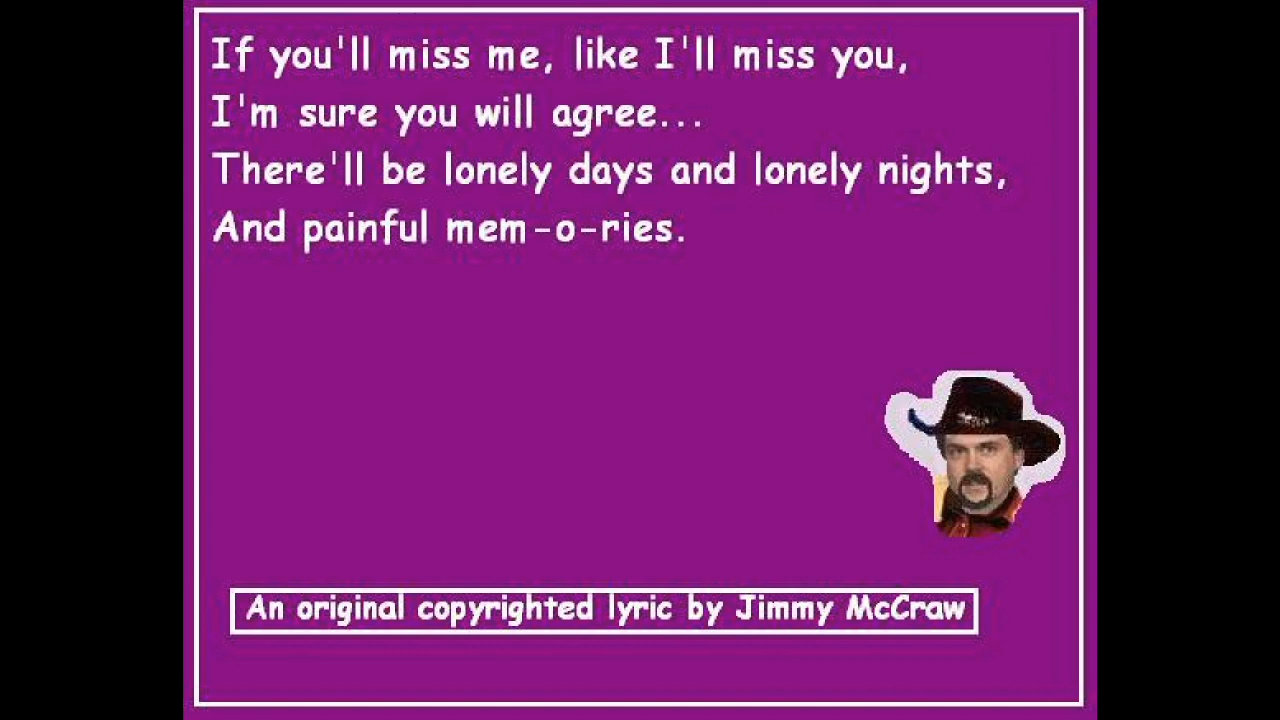 If you'll miss me, like I'll miss you,
I'm sure you will agree...
There'll be lonely days and lonely nights,
And painful mem-o-ries.
An original copyrighted lyric by Jimmy McCraw